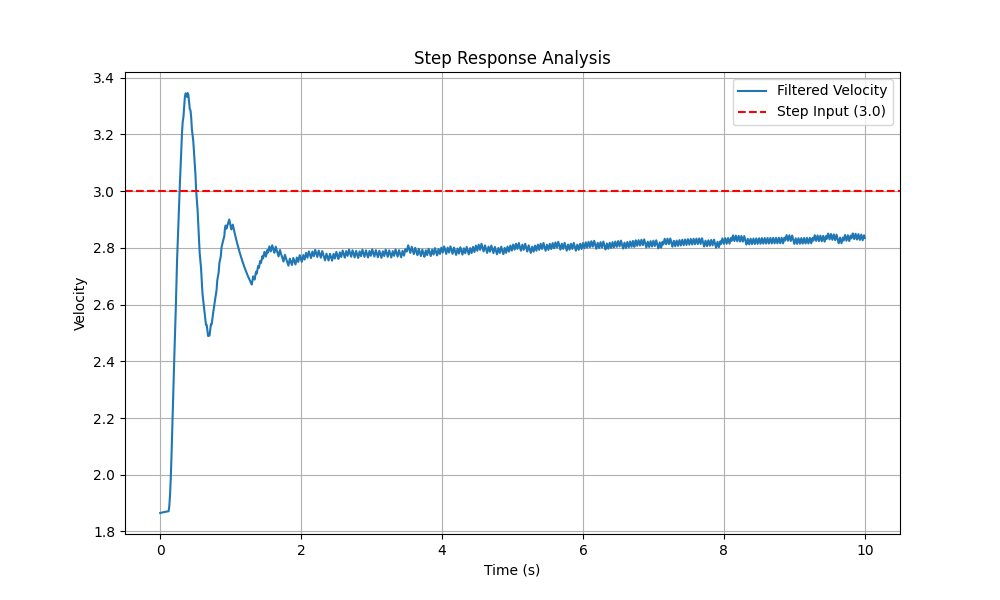 Step Response Analysis
Filtered Velocity
Step Input (3.0)
3.4
3.2
3.0
2.8
2.6
2.4
2.2
2.0
1.8
Velocity
0 2 4 6 8 10
Time (s)